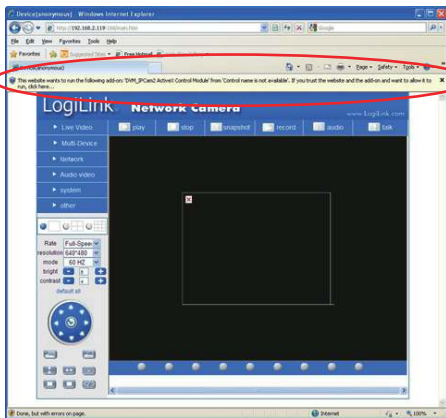 Device(anonymous) - Windows Internet Explorer
http://192.168.2.119
Google
File Edit View Favorites Tools Help
Favorites
Device(anonymous)
Page Safety Tools
This website wants to run the following add-on: 'DVM_IPCam2 ActiveX Control Module' from 'Control name is not available'. If you trust the website and the add-on and want to allow it to
run, click here...
LogiLink Network Camera
www.LogiLink.com
Live Video play stop snapshot record audio talk
Multi-Device
Network
Audio video
system
other
Rate Full-Speed
resolution 640*480
mode 60 HZ
bright
contrast
default all
Done, but with errors on page. Internet 100%